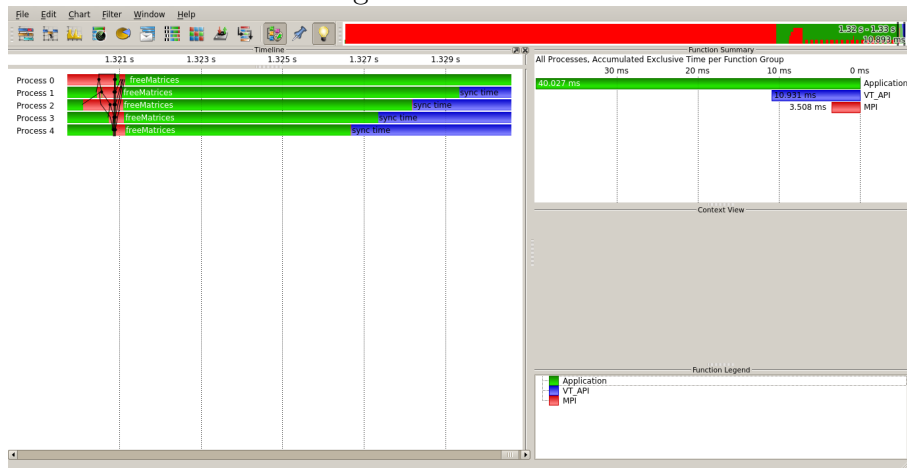 File Edit Chart Filter Window Help
1.32 s - 1.33 s
10.893 ms
Timeline
1.321 s 1.323 s 1.325 s 1.327 s 1.329 s
Process 0 freeMatrices
Process 1 freeMatrices sync time
Process 2 freeMatrices sync time
Process 3 freeMatrices sync time
Process 4 freeMatrices sync time
Function Summary
All Processes, Accumulated Exclusive Time per Function Group
30 ms 20 ms 10 ms 0 ms
40.027 ms Application
10.931 ms VT_API
3.508 ms MPI
Context View
Function Legend
Application
VT_API
MPI